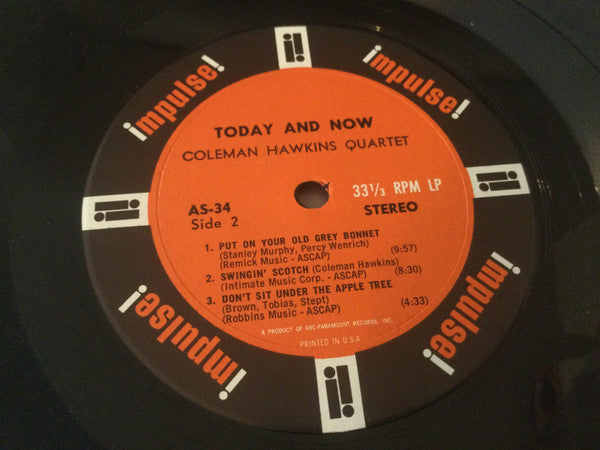 impulse!
impulse!
TODAY AND NOW
COLEMAN HAWKINS QUARTET
AS-34
Side 2
33 1/3 RPM LP
STEREO
1. PUT ON YOUR OLD GREY BONNET
(Stanley Murphy, Percy Wenrich)
(Remick Music - ASCAP) (9:57)
2. SWINGIN' SCOTCH (Coleman Hawkins)
(Intimate Music Corp. - ASCAP) (8:30)
3. DON'T SIT UNDER THE APPLE TREE
(Brown, Tobias, Stept) (4:33)
(Robbins Music - ASCAP)
A PRODUCT OF ABC-PARAMOUNT RECORDS, INC.
PRINTED IN U.S.A
impulse!
impulse!